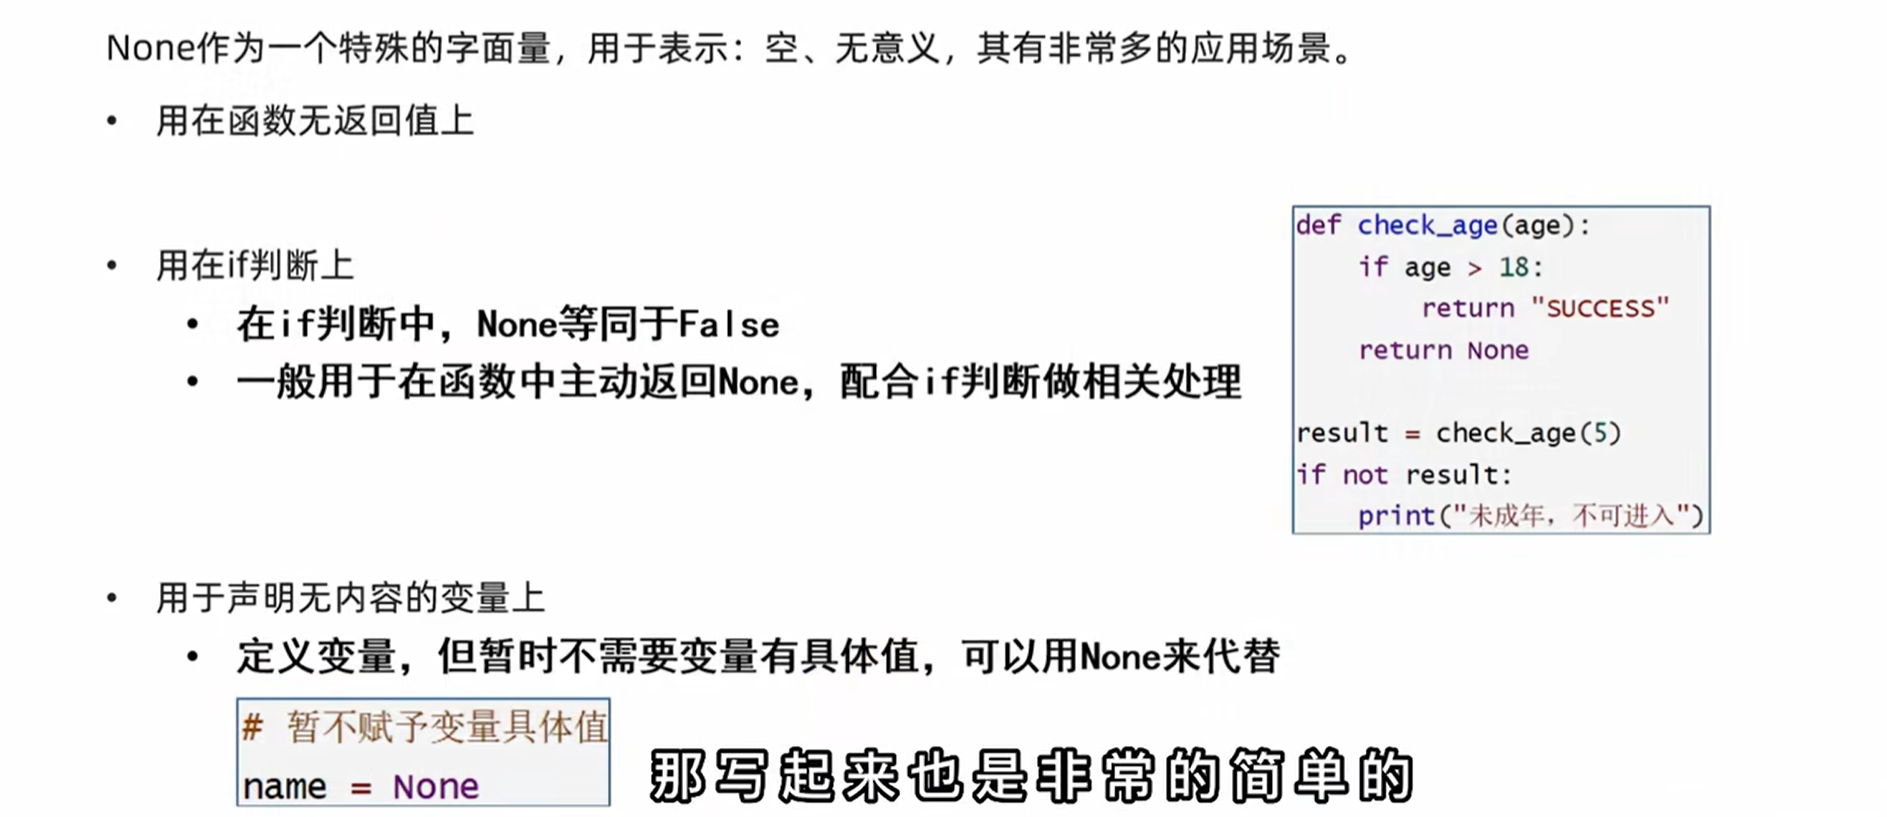 None作为一个特殊的字面量，用于表示：空、无意义，其有非常多的应用场景。
• 用在函数无返回值上
• 用在if判断上
• 在if判断中，None等同于False
• 一般用于在函数中主动返回None，配合if判断做相关处理
def check_age(age):
    if age > 18:
        return "SUCCESS"
    return None
result = check_age(5)
if not result:
    print("未成年，不可进入")
• 用于声明无内容的变量上
• 定义变量，但暂时不需要变量有具体值，可以用None来代替
# 暂不赋予变量具体值
name = None
那写起来也是非常的简单的